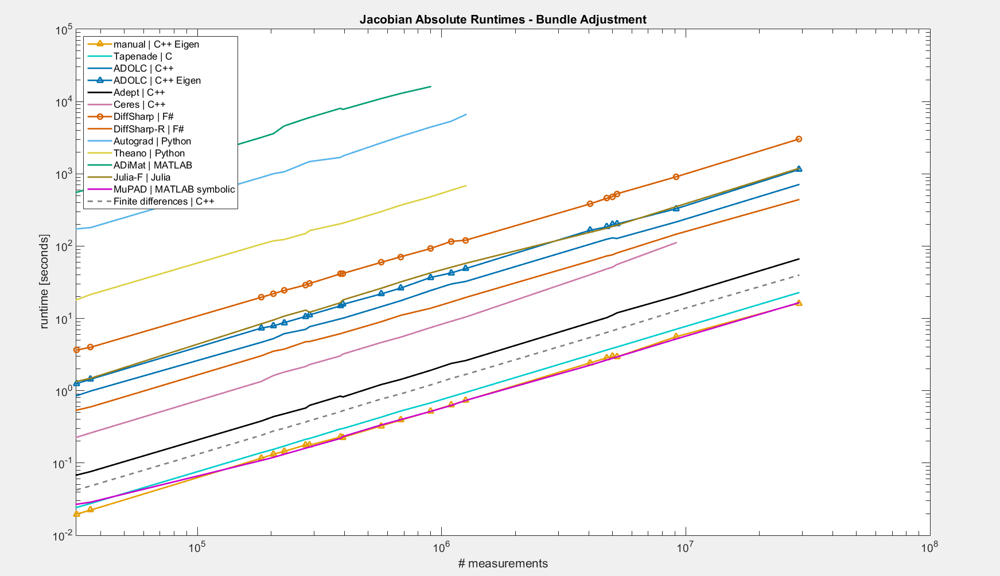 Jacobian Absolute Runtimes - Bundle Adjustment
10^5
10^4
10^3
10^2
10^1
10^0
10^-1
10^-2
runtime [seconds]
manual | C++ Eigen
Tapenade | C
ADOLC | C++
ADOLC | C++ Eigen
Adept | C++
Ceres | C++
DiffSharp | F#
DiffSharp-R | F#
Autograd | Python
Theano | Python
ADiMat | MATLAB
Julia-F | Julia
MuPAD | MATLAB symbolic
Finite differences | C++
10^5 10^6 10^7 10^8
# measurements